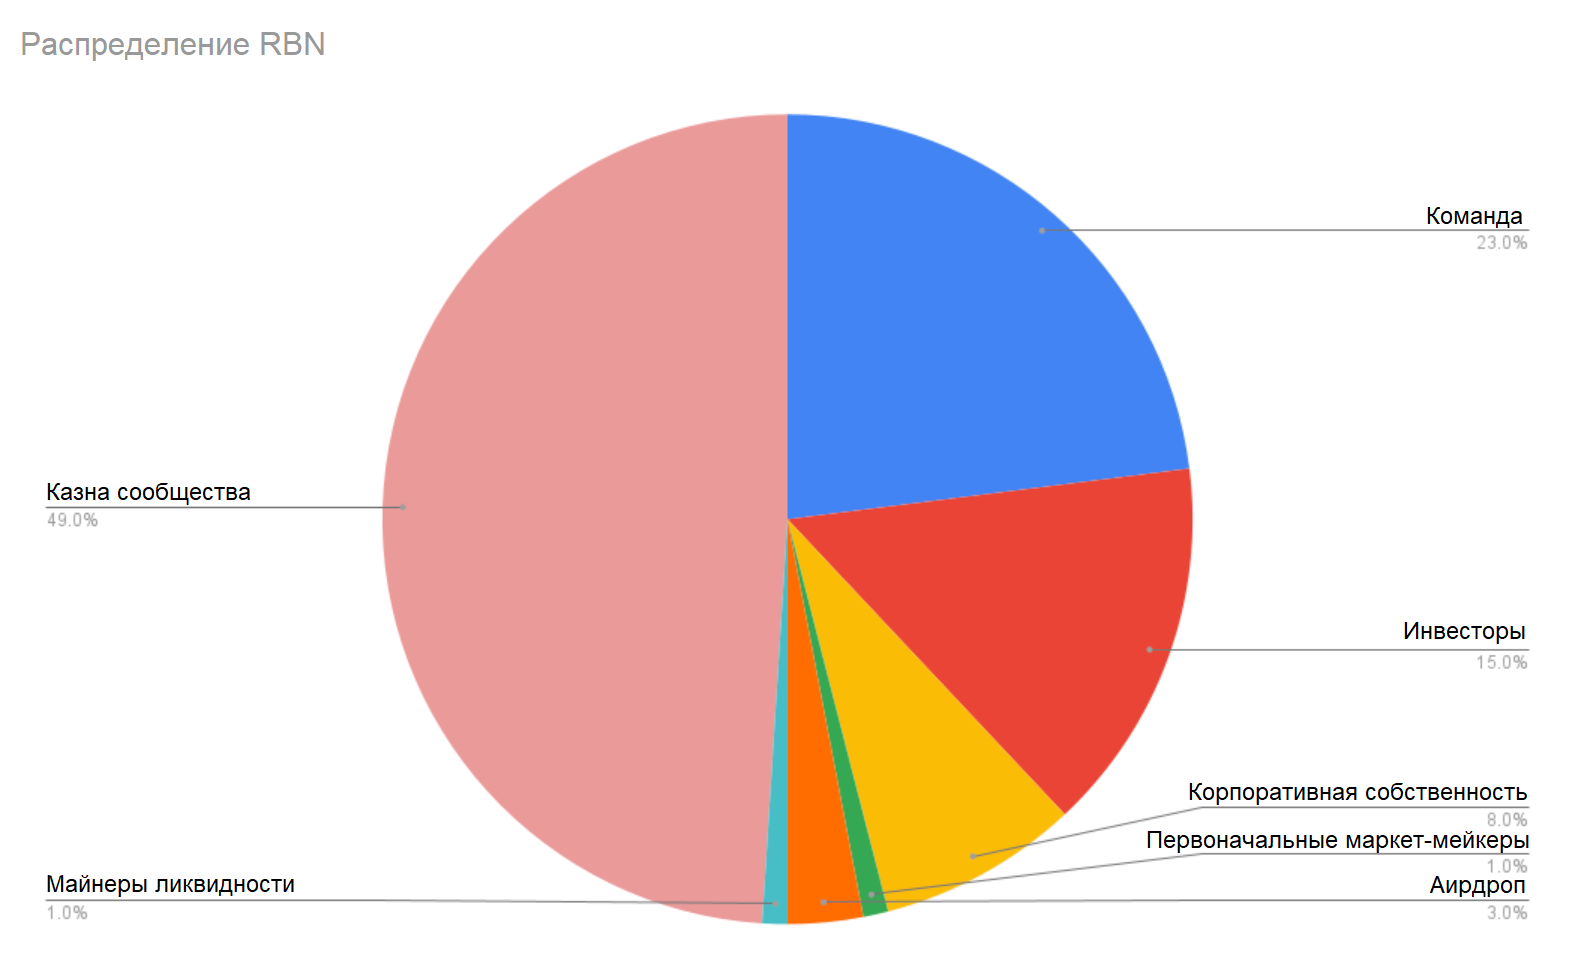 Распределение RBN
Команда
23.0%
Казна сообщества
49.0%
Инвесторы
15.0%
Корпоративная собственность
8.0%
Первоначальные маркет-мейкеры
1.0%
Аирдроп
3.0%
Майнеры ликвидности
1.0%